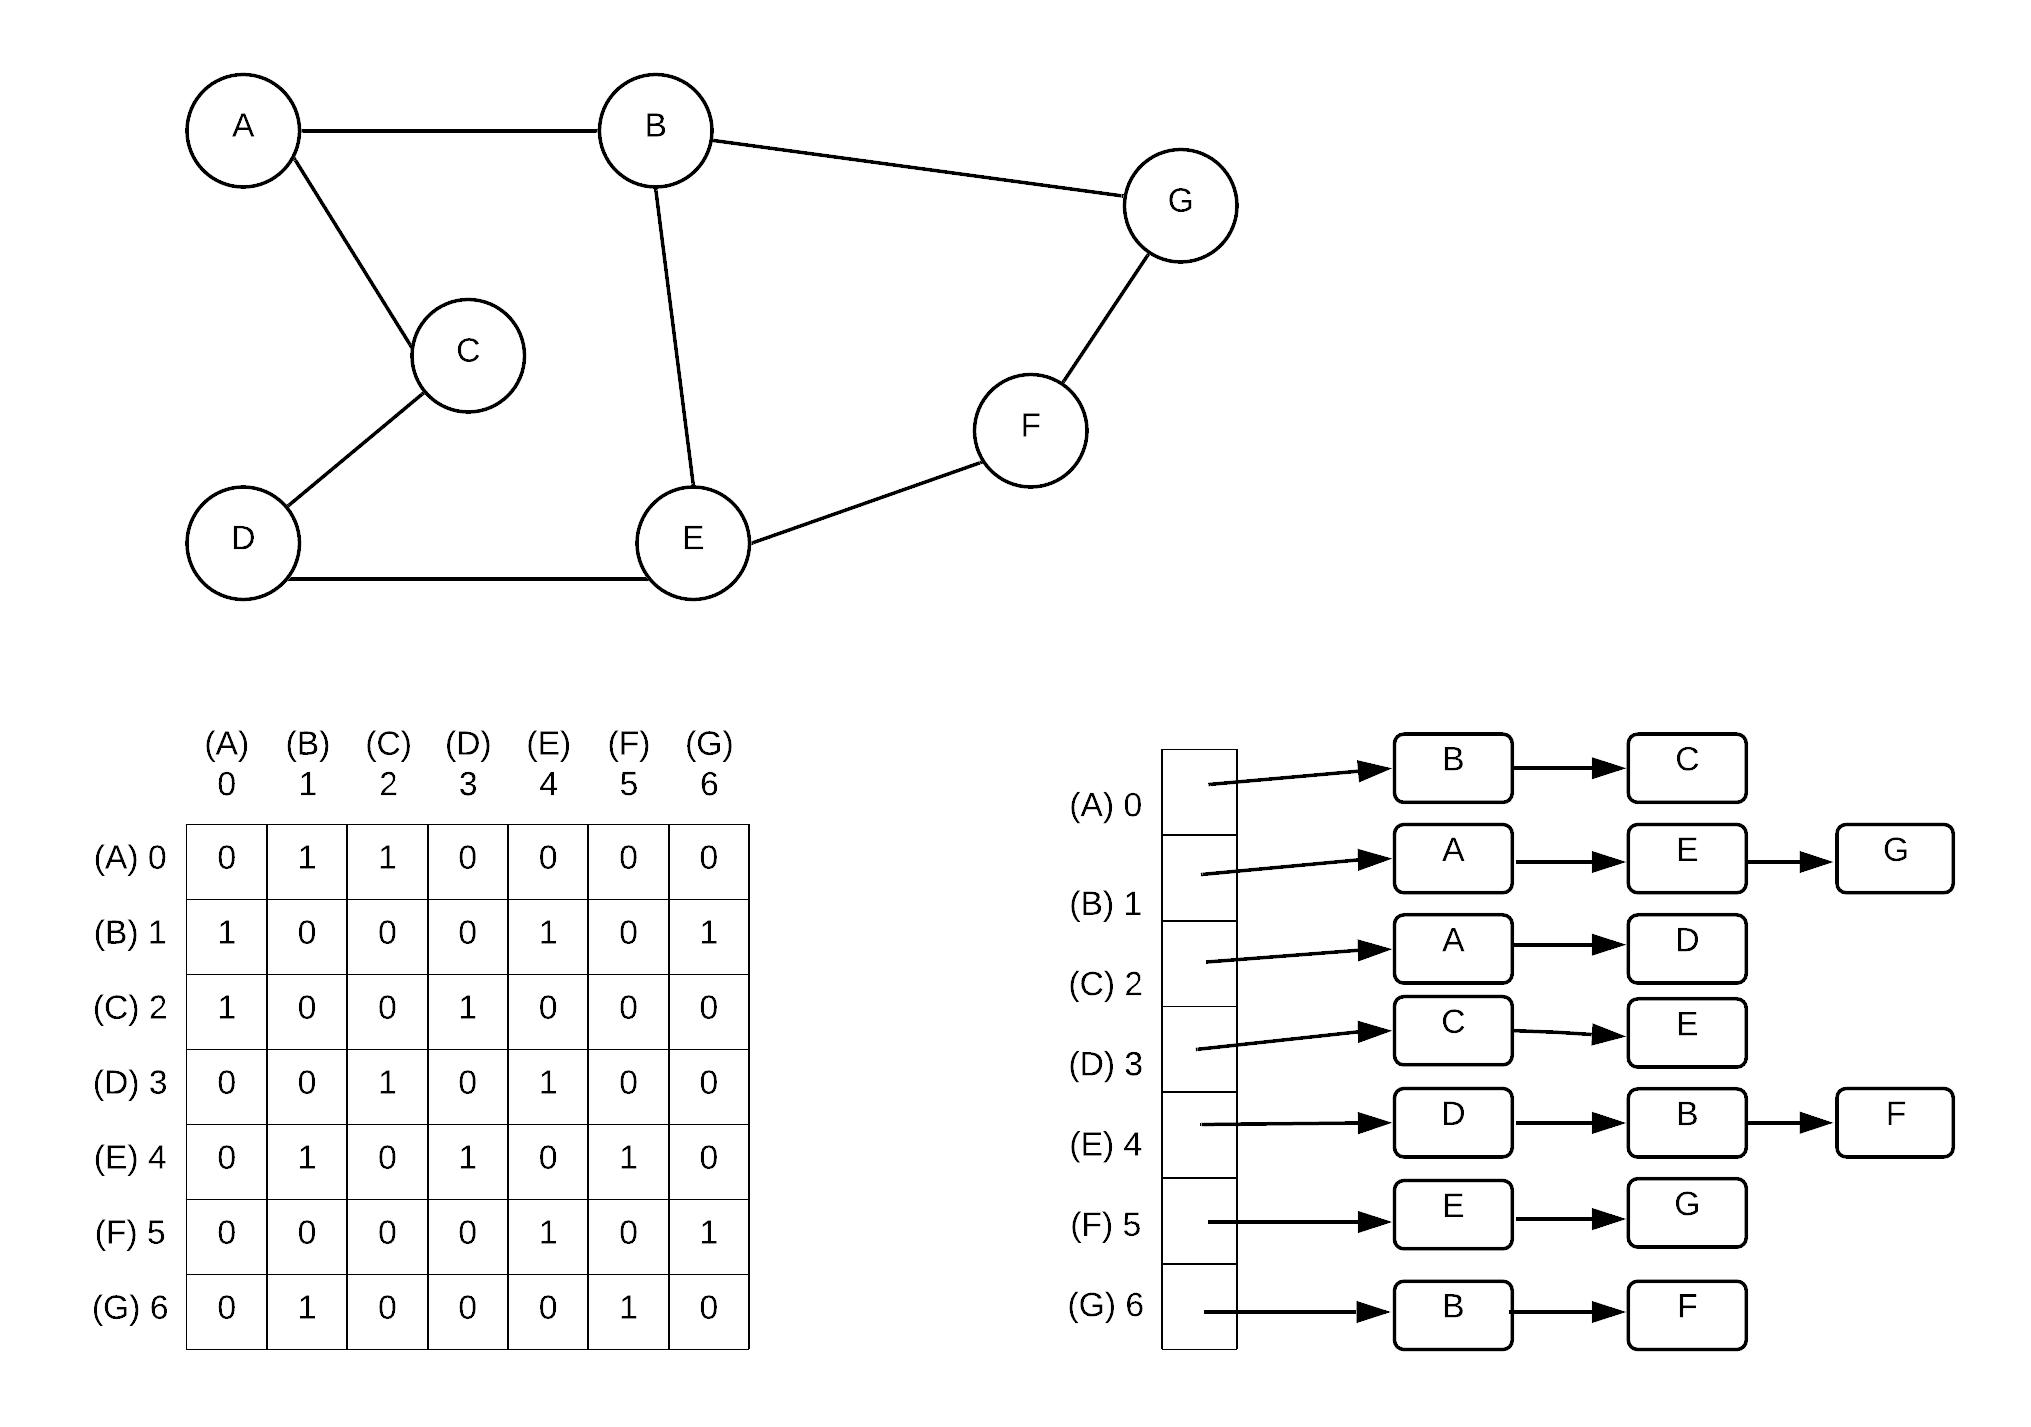 A
B
G
C
F
D
E
(A) (B) (C) (D) (E) (F) (G)
0 1 2 3 4 5 6
(A) 0 0 1 1 0 0 0 0
(B) 1 1 0 0 0 1 0 1
(C) 2 1 0 0 1 0 0 0
(D) 3 0 0 1 0 1 0 0
(E) 4 0 1 0 1 0 1 0
(F) 5 0 0 0 0 1 0 1
(G) 6 0 1 0 0 0 1 0
(A) 0 B C
(B) 1 A E G
(C) 2 A D
(D) 3 C E
(E) 4 D B F
(F) 5 E G
(G) 6 B F